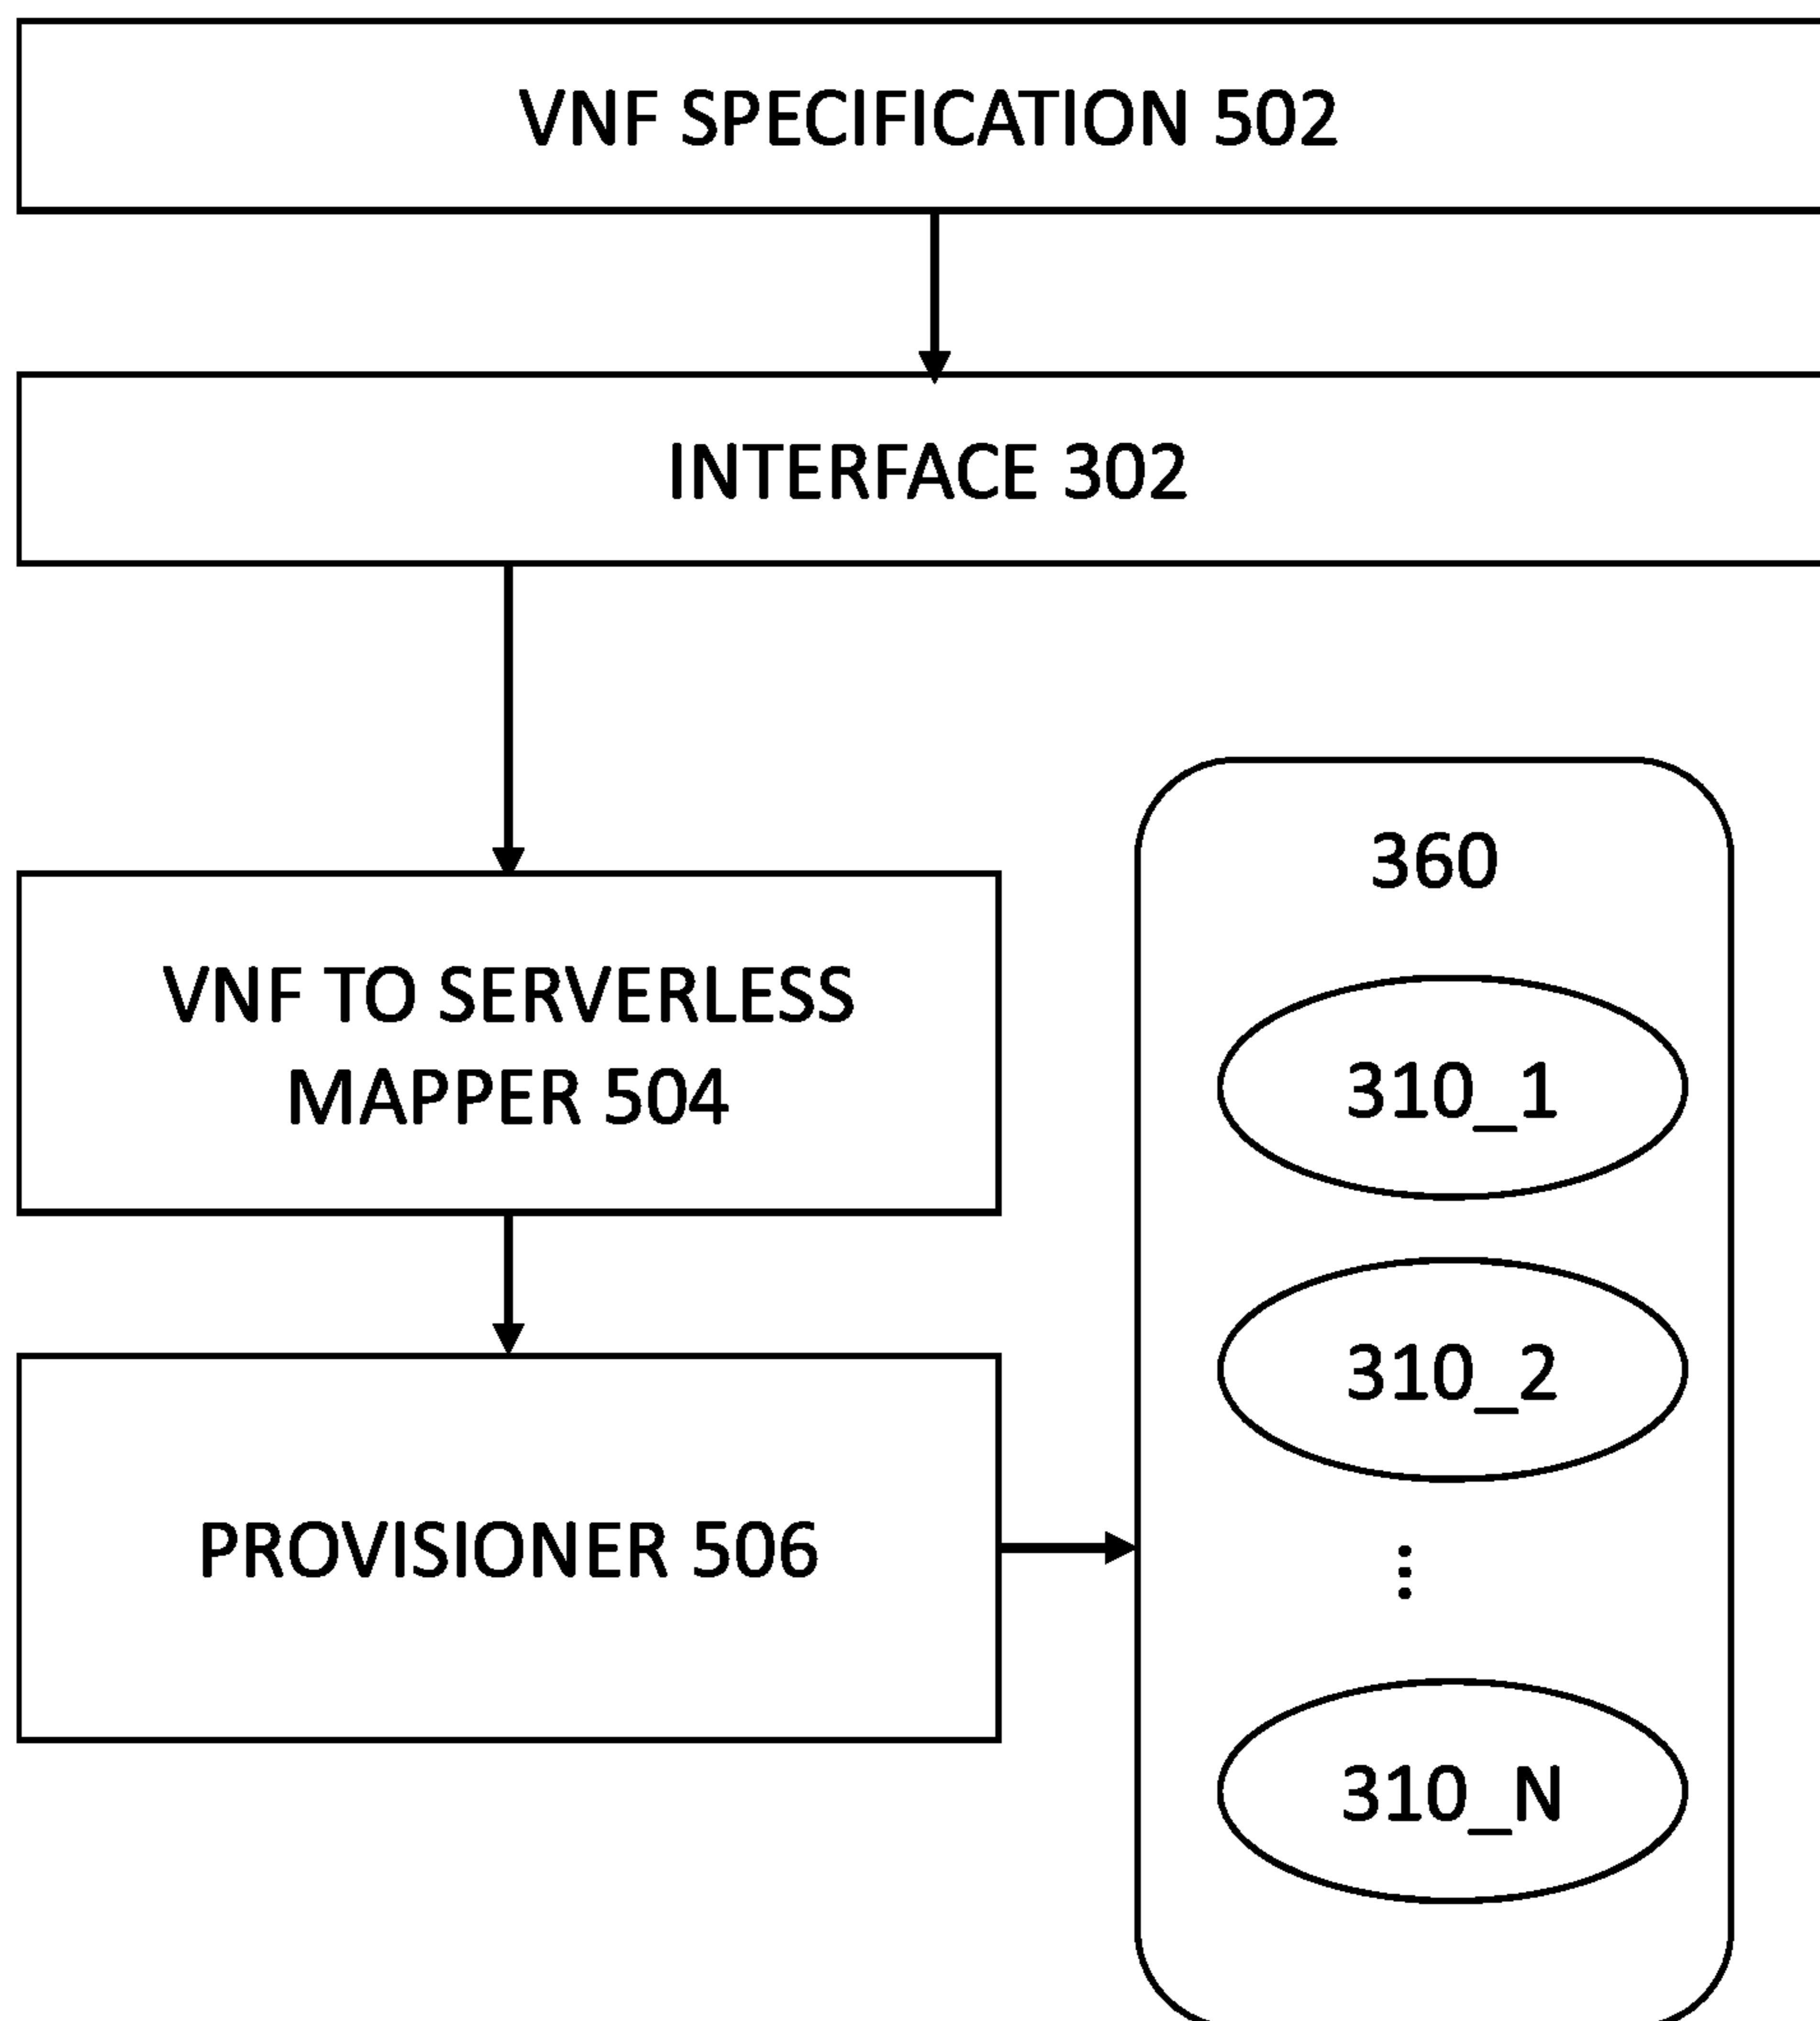 VNF SPECIFICATION 502
INTERFACE 302
VNF TO SERVERLESS
MAPPER 504
PROVISIONER 506
360
310_1
310_2
310_N